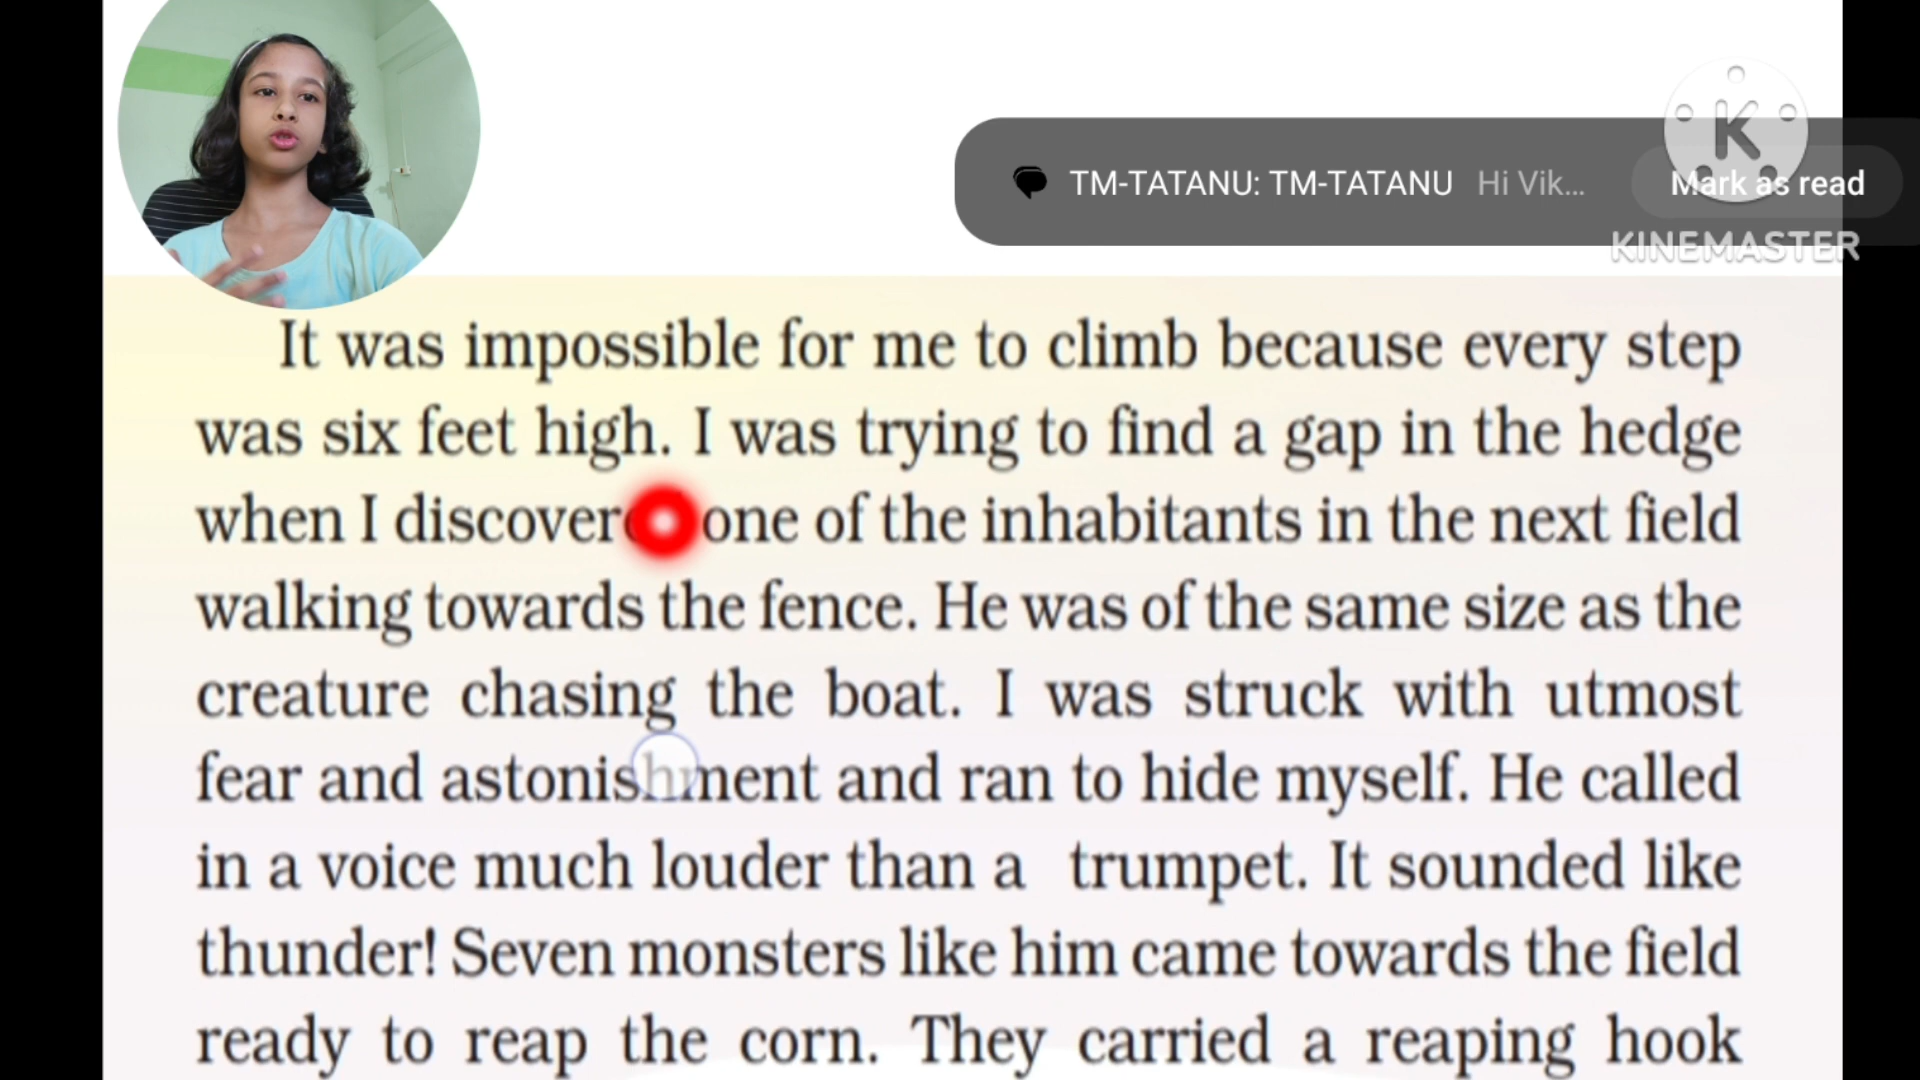 TM-TATANU: TM-TATANU Hi Vik... Mark as read
K
KINEMASTER
It was impossible for me to climb because every step
was six feet high. I was trying to find a gap in the hedge
when I discover one of the inhabitants in the next field
walking towards the fence. He was of the same size as the
creature chasing the boat. I was struck with utmost
fear and astonishment and ran to hide myself. He called
in a voice much louder than a trumpet. It sounded like
thunder! Seven monsters like him came towards the field
ready to reap the corn. They carried a reaping hook